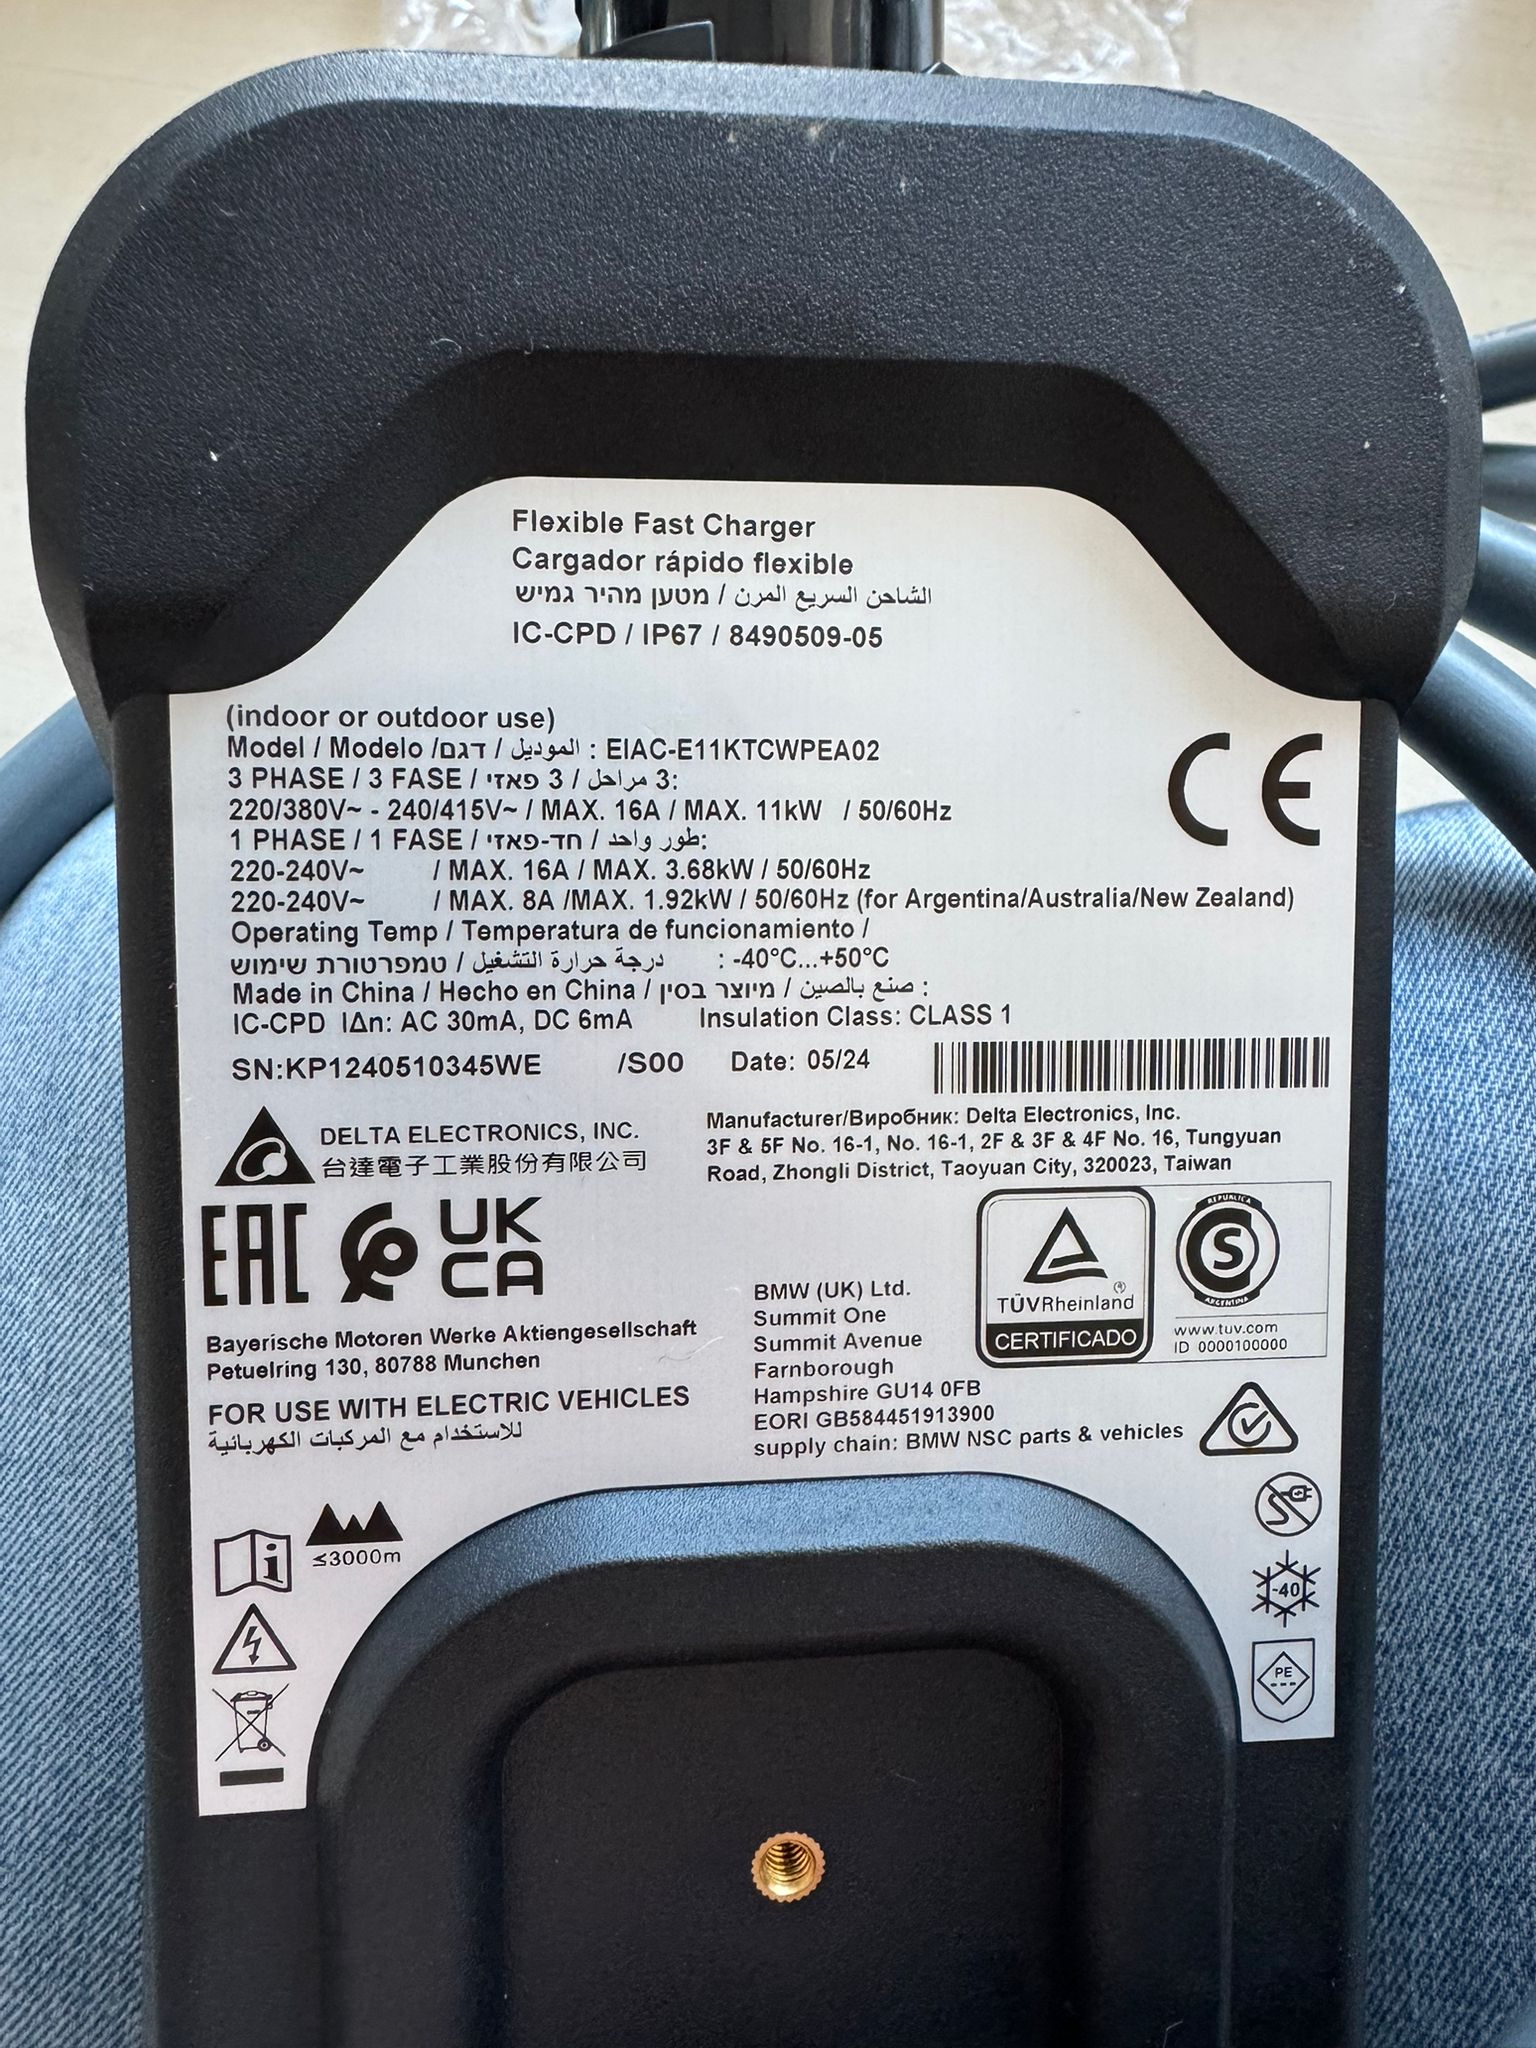 Flexible Fast Charger
Cargador rápido flexible
מטען מהיר גמיש / الشاحن السريع المرن
IC-CPD / IP67 / 8490509-05
(indoor or outdoor use)
Model / Modelo /דגם / الموديل : EIAC-E11KTCWPEA02
3 PHASE / 3 FASE / 3 פאזי / 3 مراحل:
220/380V~ - 240/415V~ / MAX. 16A / MAX. 11kW / 50/60Hz
1 PHASE / 1 FASE / חד-פאזי / طور واحد:
220-240V~ / MAX. 16A / MAX. 3.68kW / 50/60Hz
220-240V~ / MAX. 8A /MAX. 1.92kW / 50/60Hz (for Argentina/Australia/New Zealand)
Operating Temp / Temperatura de funcionamiento /
טמפרטורת שימוש / درجة حرارة التشغيل : -40°C...+50°C
Made in China / Hecho en China / מיוצר בסין / صنع بالصين :
IC-CPD IΔn: AC 30mA, DC 6mA Insulation Class: CLASS 1
SN:KP1240510345WE /S00 Date: 05/24
DELTA ELECTRONICS, INC.
台達電子工業股份有限公司
Manufacturer/Виробник: Delta Electronics, Inc.
3F & 5F No. 16-1, No. 16-1, 2F & 3F & 4F No. 16, Tungyuan
Road, Zhongli District, Taoyuan City, 320023, Taiwan
CE
EAC
UK
CA
Bayerische Motoren Werke Aktiengesellschaft
Petuelring 130, 80788 Munchen
FOR USE WITH ELECTRIC VEHICLES
للاستخدام مع المركبات الكهربائية
BMW (UK) Ltd.
Summit One
Summit Avenue
Farnborough
Hampshire GU14 0FB
EORI GB584451913900
supply chain: BMW NSC parts & vehicles
TÜVRheinland ®
CERTIFICADO
REPUBLICA
S
ARGENTINA
www.tuv.com
ID 0000100000
≤3000m
i
-40
PE